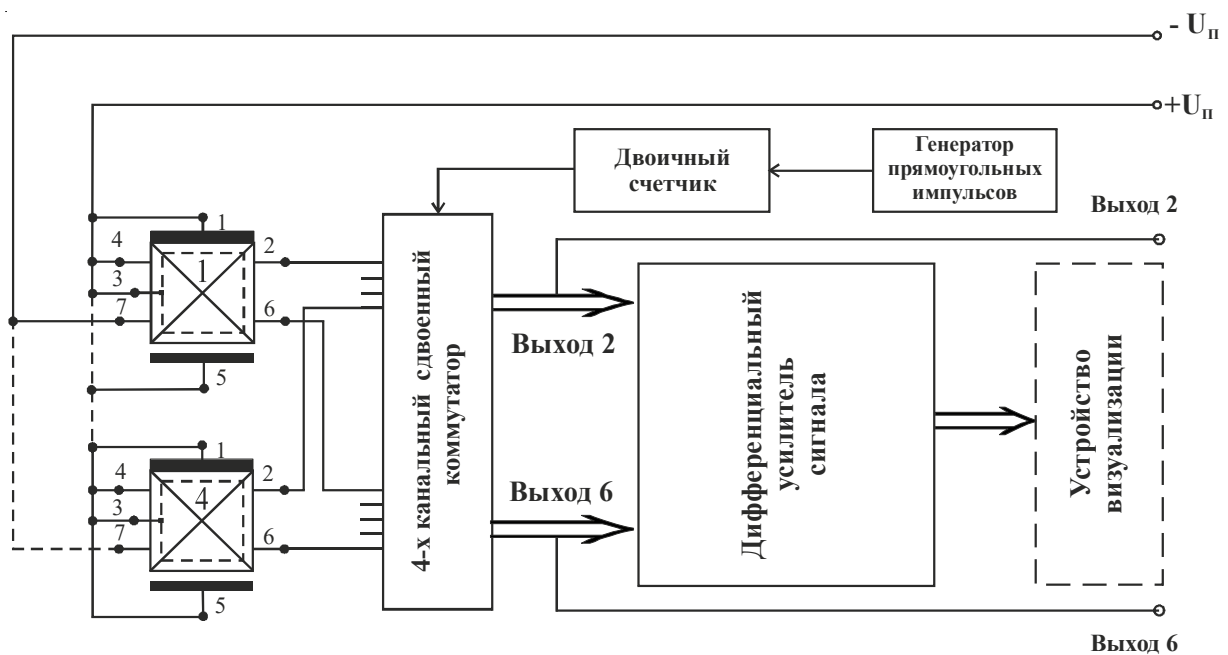 - Uп
+Uп
Генератор
прямоугольных
импульсов
Двоичный
счетчик
Выход 2
1
4
2
1
3
7
6
5
Выход 2
4-х канальный сдвоенный
коммутатор
Дифференциальный
усилитель
сигнала
Устройство
визуализации
1
4
2
4
3
7
6
5
Выход 6
Выход 6